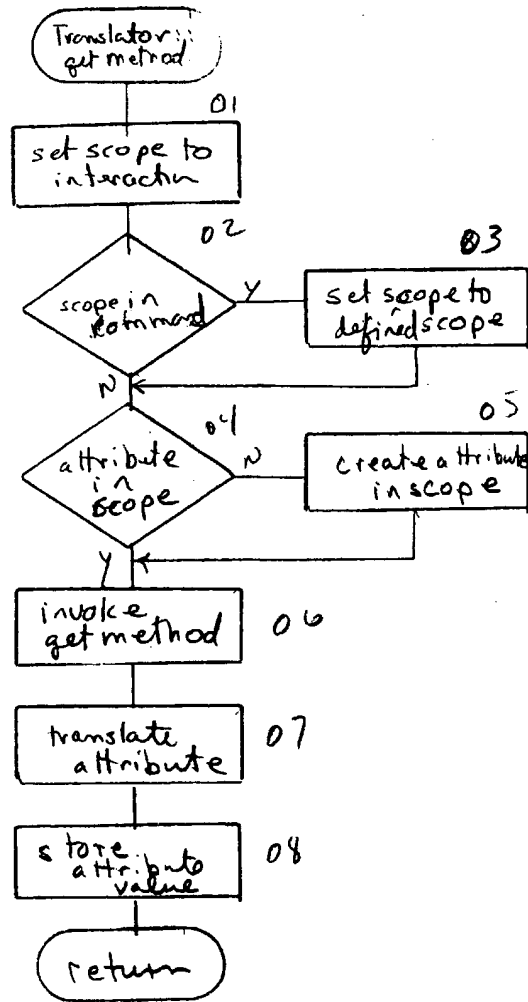 Translator::
get method
01
set scope to
interaction
02
scope in
command
Y
03
set scope to
defined scope
N
04
attribute
in
scope
N
05
create attribute
in scope
Y
invoke
get method
06
translate
attribute
07
store
attribute
value
08
return